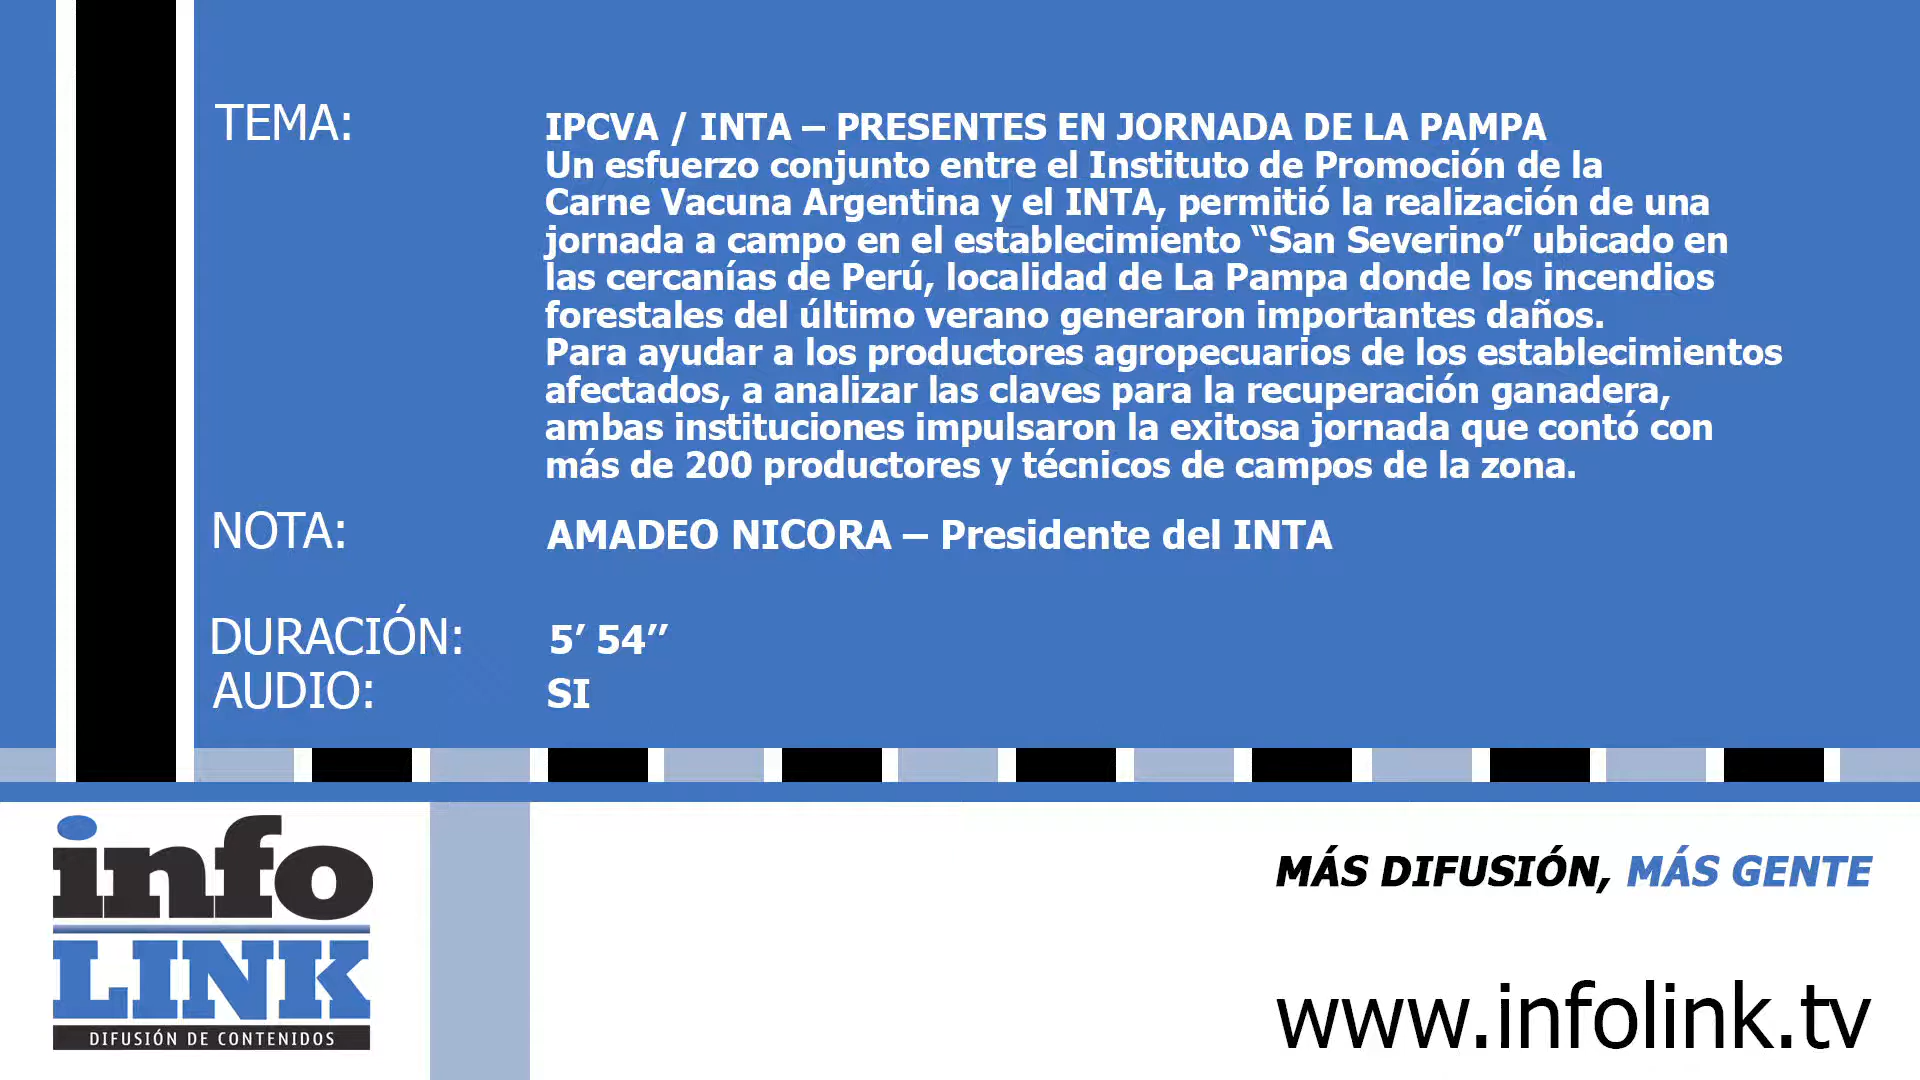 TEMA:
IPCVA / INTA – PRESENTES EN JORNADA DE LA PAMPA
Un esfuerzo conjunto entre el Instituto de Promoción de la
Carne Vacuna Argentina y el INTA, permitió la realización de una
jornada a campo en el establecimiento “San Severino” ubicado en
las cercanías de Perú, localidad de La Pampa donde los incendios
forestales del último verano generaron importantes daños.
Para ayudar a los productores agropecuarios de los establecimientos
afectados, a analizar las claves para la recuperación ganadera,
ambas instituciones impulsaron la exitosa jornada que contó con
más de 200 productores y técnicos de campos de la zona.
NOTA:
AMADEO NICORA – Presidente del INTA
DURACIÓN:
5’ 54’’
AUDIO:
SI
info
LINK
DIFUSIÓN DE CONTENIDOS
MÁS DIFUSIÓN, MÁS GENTE
www.infolink.tv